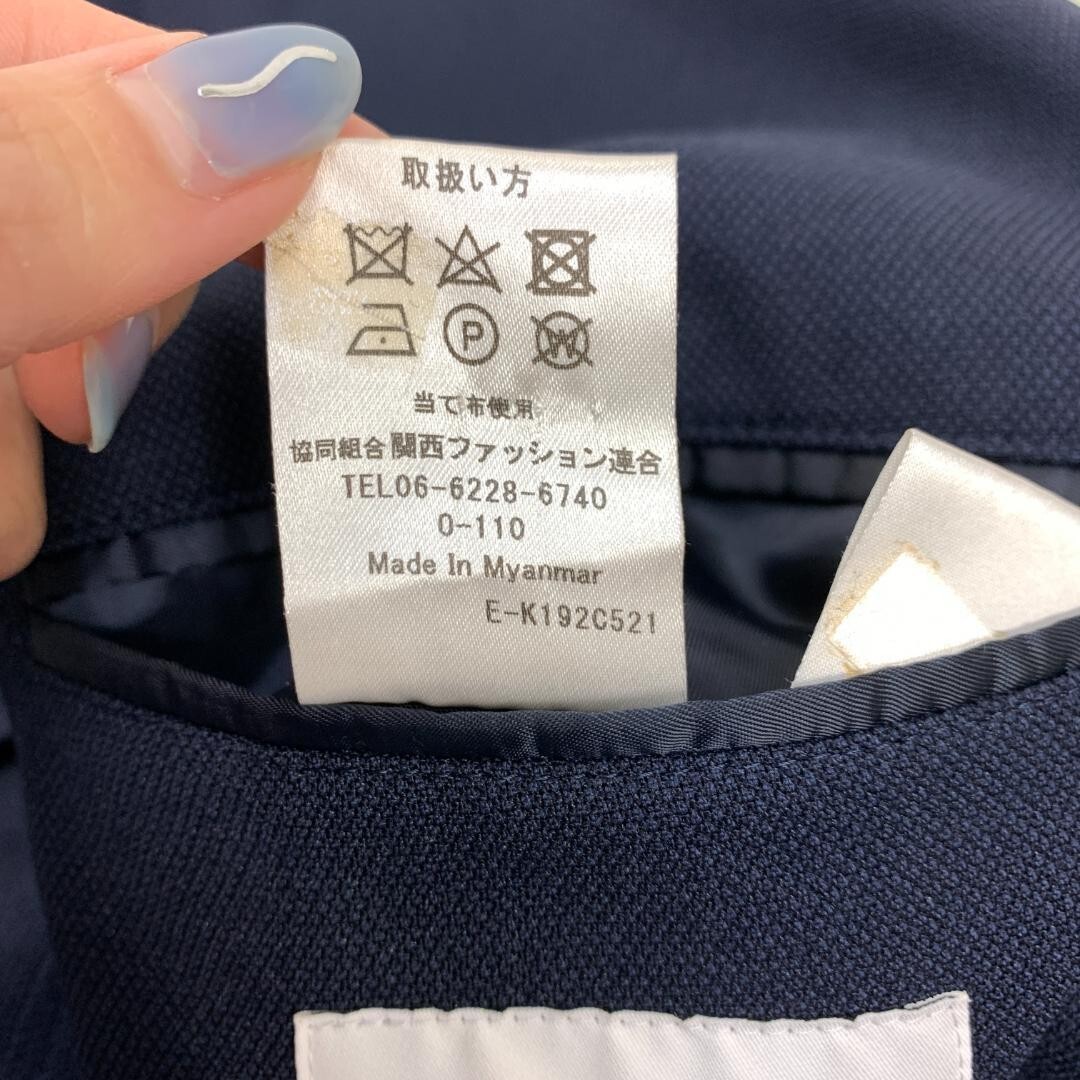 取扱い方
P W
当て布使用
協同組合関西ファッション連合
TEL06-6228-6740
0-110
Made In Myanmar
E-K192C521